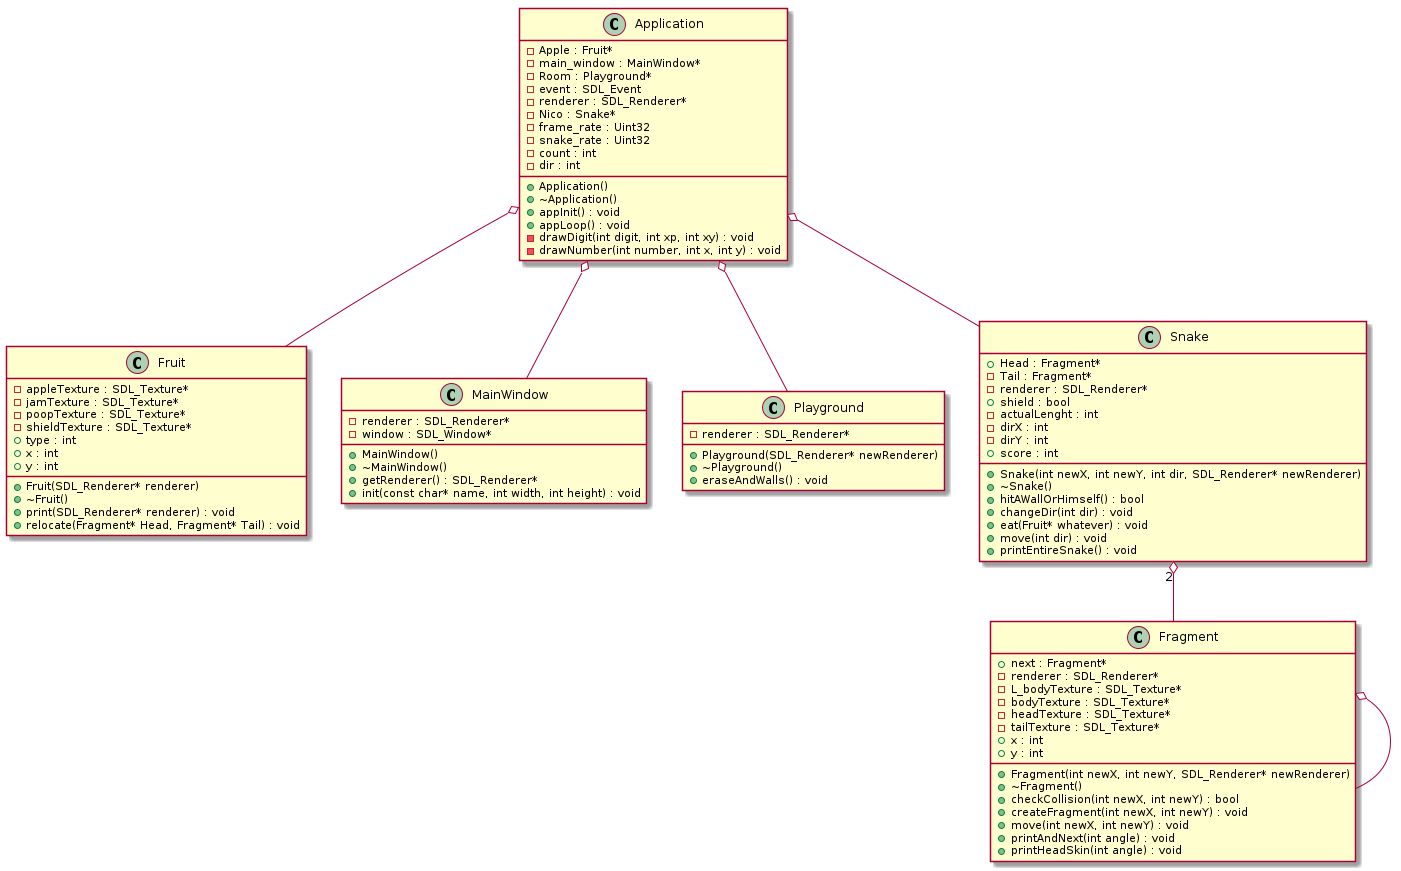 C Application
Apple : Fruit*
main_window : MainWindow*
Room : Playground*
event : SDL_Event
renderer : SDL_Renderer*
Nico : Snake*
frame_rate : Uint32
snake_rate : Uint32
count : int
dir : int
Application()
~Application()
appInit() : void
appLoop() : void
drawDigit(int digit, int xp, int xy) : void
drawNumber(int number, int x, int y) : void
C Fruit
appleTexture : SDL_Texture*
jamTexture : SDL_Texture*
poopTexture : SDL_Texture*
shieldTexture : SDL_Texture*
type : int
x : int
y : int
Fruit(SDL_Renderer* renderer)
~Fruit()
print(SDL_Renderer* renderer) : void
relocate(Fragment* Head, Fragment* Tail) : void
C MainWindow
renderer : SDL_Renderer*
window : SDL_Window*
MainWindow()
~MainWindow()
getRenderer() : SDL_Renderer*
init(const char* name, int width, int height) : void
C Playground
renderer : SDL_Renderer*
Playground(SDL_Renderer* newRenderer)
~Playground()
eraseAndWalls() : void
C Snake
Head : Fragment*
Tail : Fragment*
renderer : SDL_Renderer*
shield : bool
actualLenght : int
dirX : int
dirY : int
score : int
Snake(int newX, int newY, int dir, SDL_Renderer* newRenderer)
~Snake()
hitAWallOrHimself() : bool
changeDir(int dir) : void
eat(Fruit* whatever) : void
move(int dir) : void
printEntireSnake() : void
2
C Fragment
next : Fragment*
renderer : SDL_Renderer*
L_bodyTexture : SDL_Texture*
bodyTexture : SDL_Texture*
headTexture : SDL_Texture*
tailTexture : SDL_Texture*
x : int
y : int
Fragment(int newX, int newY, SDL_Renderer* newRenderer)
~Fragment()
checkCollision(int newX, int newY) : bool
createFragment(int newX, int newY) : void
move(int newX, int newY) : void
printAndNext(int angle) : void
printHeadSkin(int angle) : void